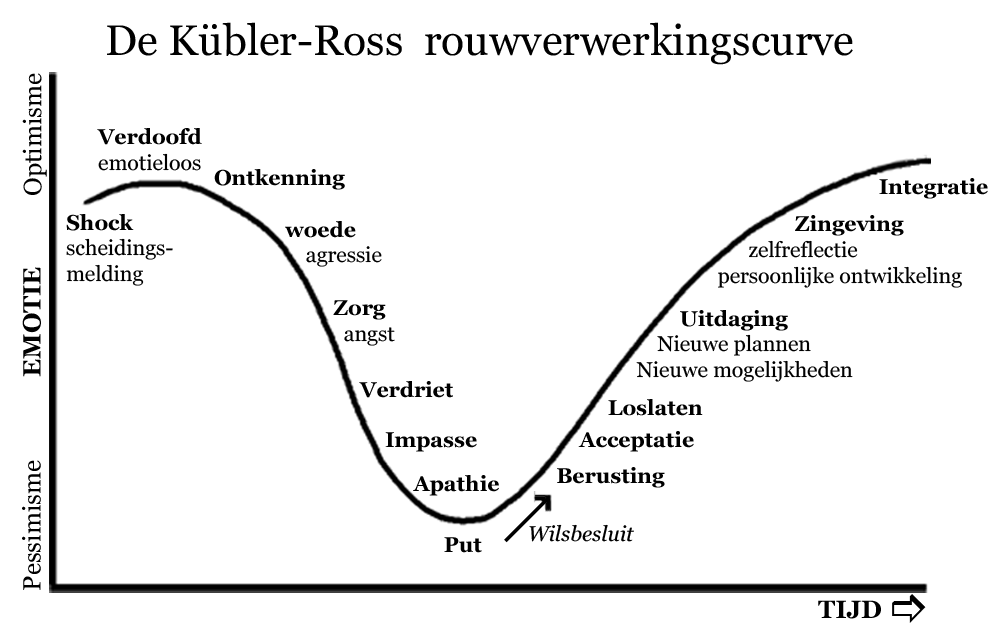 De Kübler-Ross rouwverwerkingscurve
Optimisme
EMOTIE
Pessimisme
Verdoofd
emotieloos
Shock
scheidings-
melding
Ontkenning
woede
agressie
Zorg
angst
Verdriet
Impasse
Apathie
Put
Wilsbesluit
Berusting
Acceptatie
Loslaten
Uitdaging
Nieuwe plannen
Nieuwe mogelijkheden
Zingeving
zelfreflectie
persoonlijke ontwikkeling
Integratie
TIJD